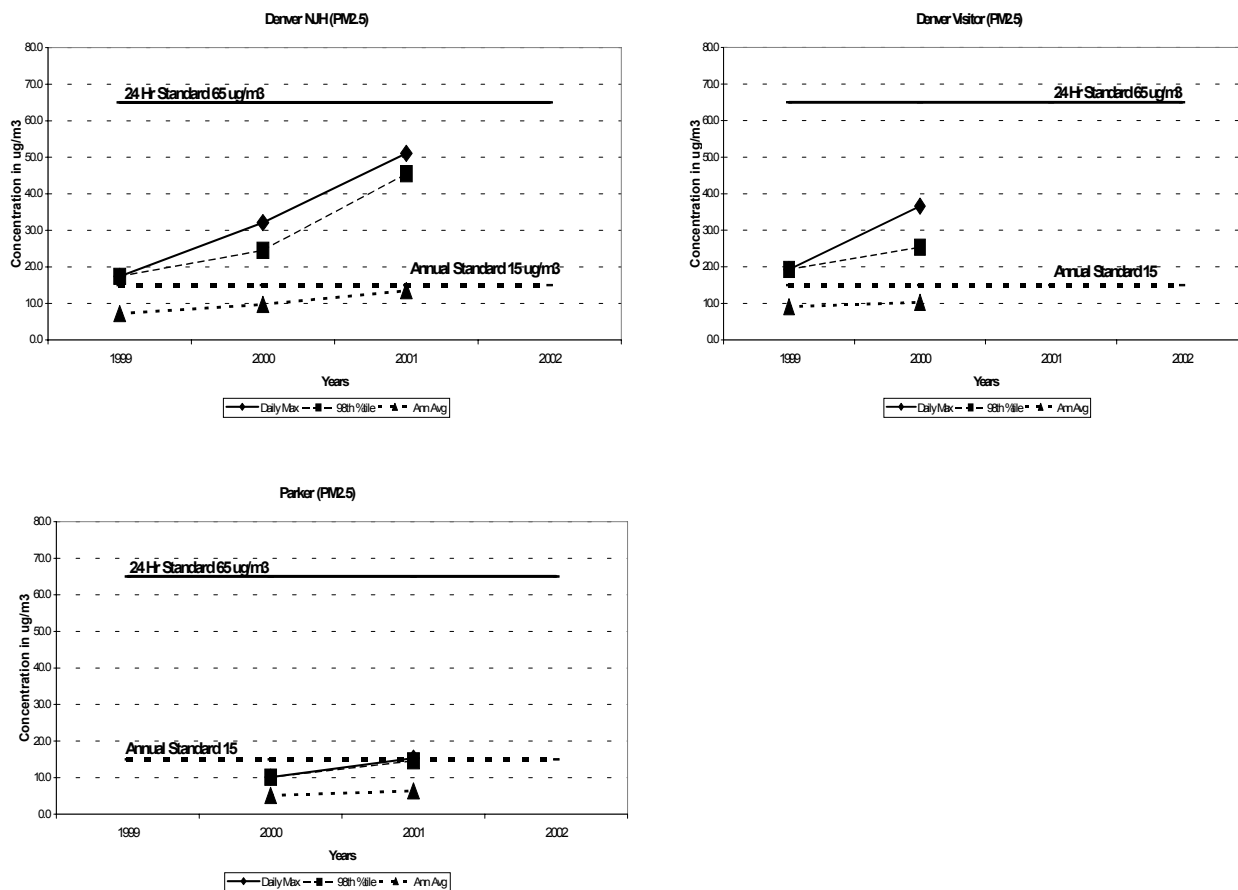 Denver NJH (PM2.5)
Concentration in ug/m3
80.0
70.0
60.0
50.0
40.0
30.0
20.0
10.0
0.0
24 Hr Standard 65 ug/m3
Annual Standard 15 ug/m3
1999 2000 2001 2002
Years
Daily Max 98th %tile Ann Avg
Denver Visitor (PM2.5)
Concentration in ug/m3
80.0
70.0
60.0
50.0
40.0
30.0
20.0
10.0
0.0
24 Hr Standard 65 ug/m3
Annual Standard 15
1999 2000 2001 2002
Years
Daily Max 98th %tile Ann Avg
Parker (PM2.5)
Concentration in ug/m3
80.0
70.0
60.0
50.0
40.0
30.0
20.0
10.0
0.0
24 Hr Standard 65 ug/m3
Annual Standard 15
1999 2000 2001 2002
Years
Daily Max 98th %tile Ann Avg